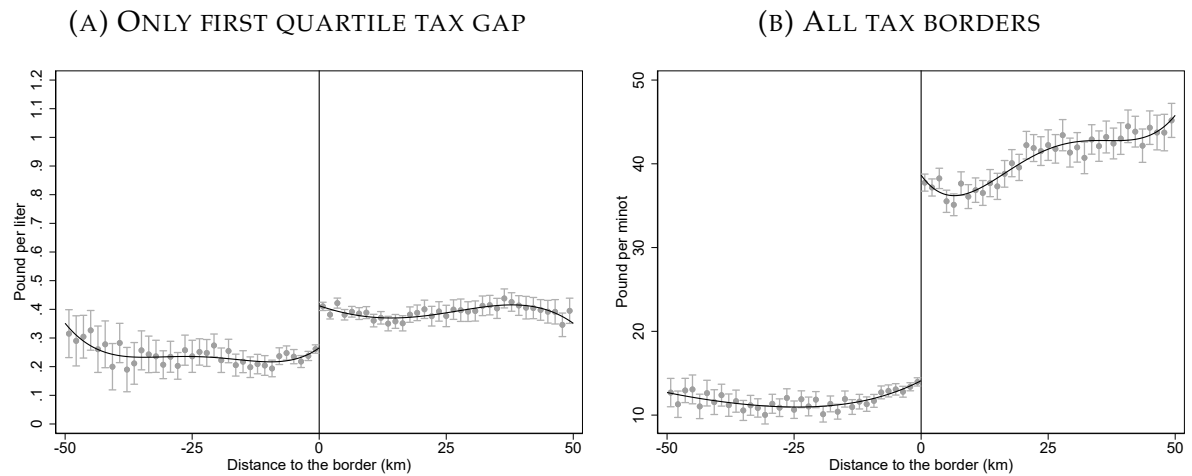 (A) ONLY FIRST QUARTILE TAX GAP
Pound per liter
1.2
1.1
1
.9
.8
.7
.6
.5
.4
.3
.2
.1
0
-50 -25 0 25 50
Distance to the border (km)
(B) ALL TAX BORDERS
Pound per minot
50
40
30
20
10
-50 -25 0 25 50
Distance to the border (km)